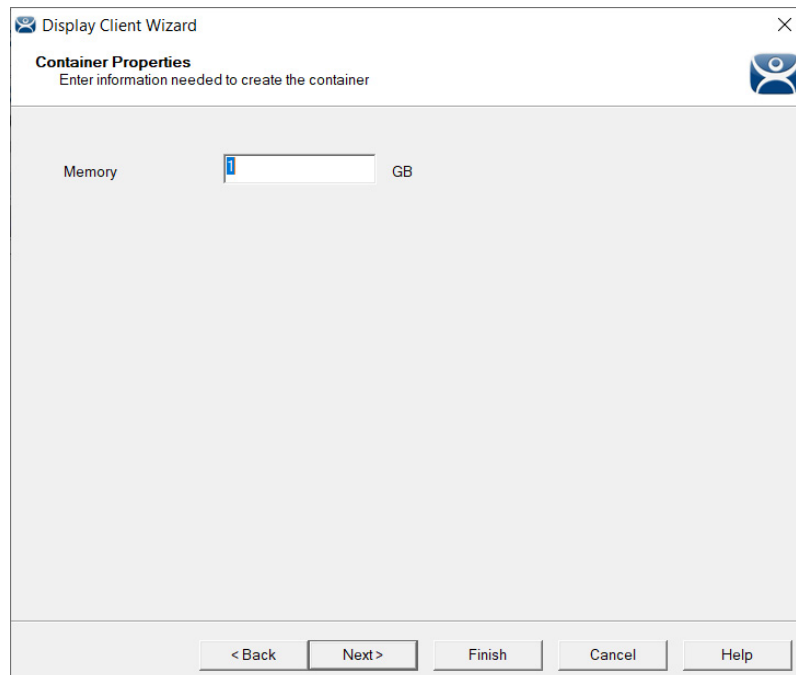 Display Client Wizard
Container Properties
Enter information needed to create the container
Memory 1 GB
< Back Next > Finish Cancel Help